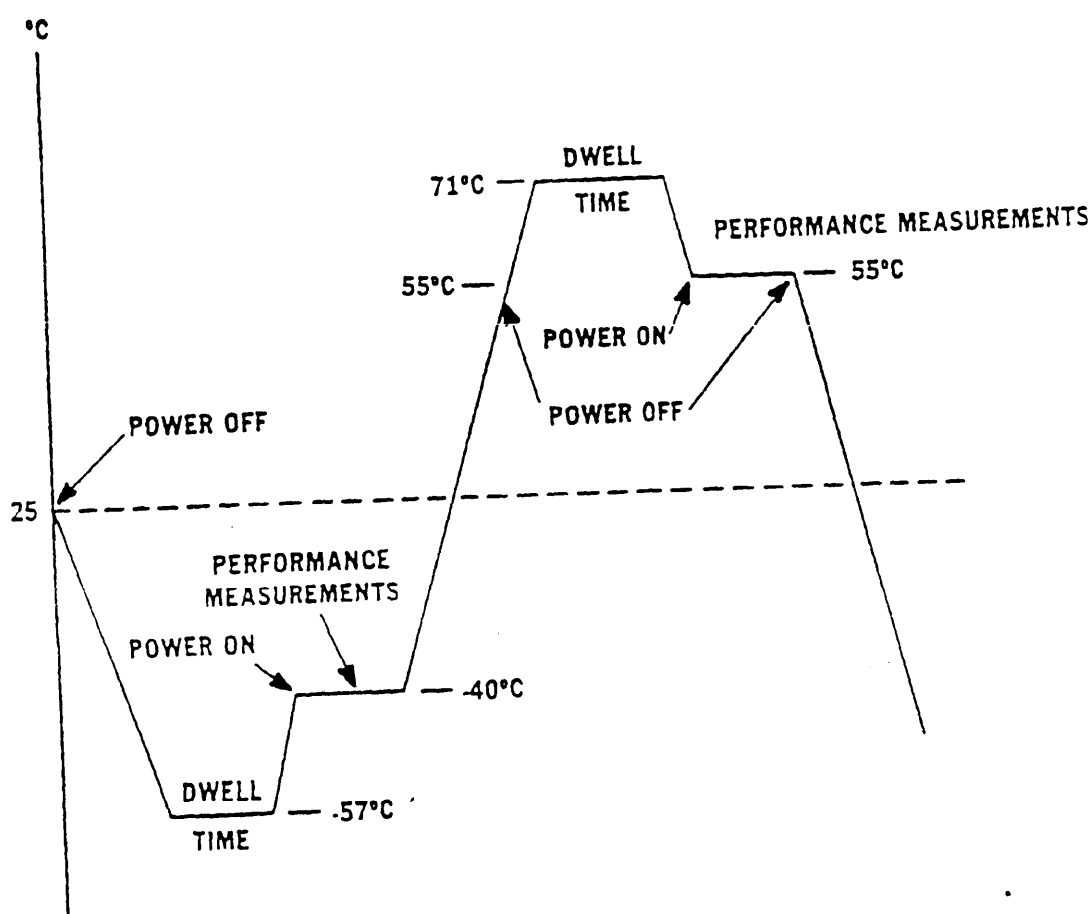 °C
DWELL
71°C
TIME
PERFORMANCE MEASUREMENTS
55°C
55°C
POWER ON
POWER OFF
POWER OFF
25
PERFORMANCE
MEASUREMENTS
POWER ON
-40°C
DWELL
-57°C
TIME